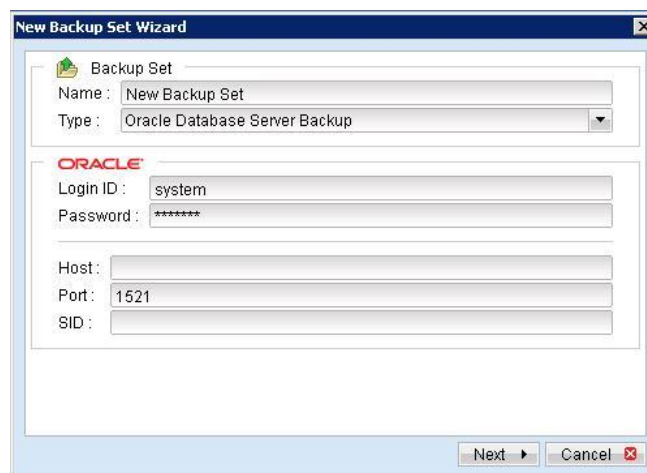 New Backup Set Wizard
Backup Set
Name : New Backup Set
Type : Oracle Database Server Backup
ORACLE
Login ID : system
Password : *******
Host :
Port : 1521
SID :
Next Cancel